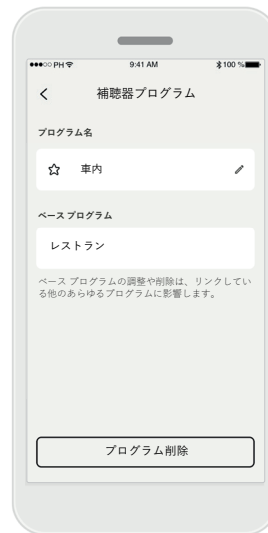 PH
9:41 AM
100 %
補聴器プログラム
プログラム名
車内
ベース プログラム
レストラン
ベース プログラムの調整や削除は、リンクしてい
る他のあらゆるプログラムに影響します。
プログラム削除